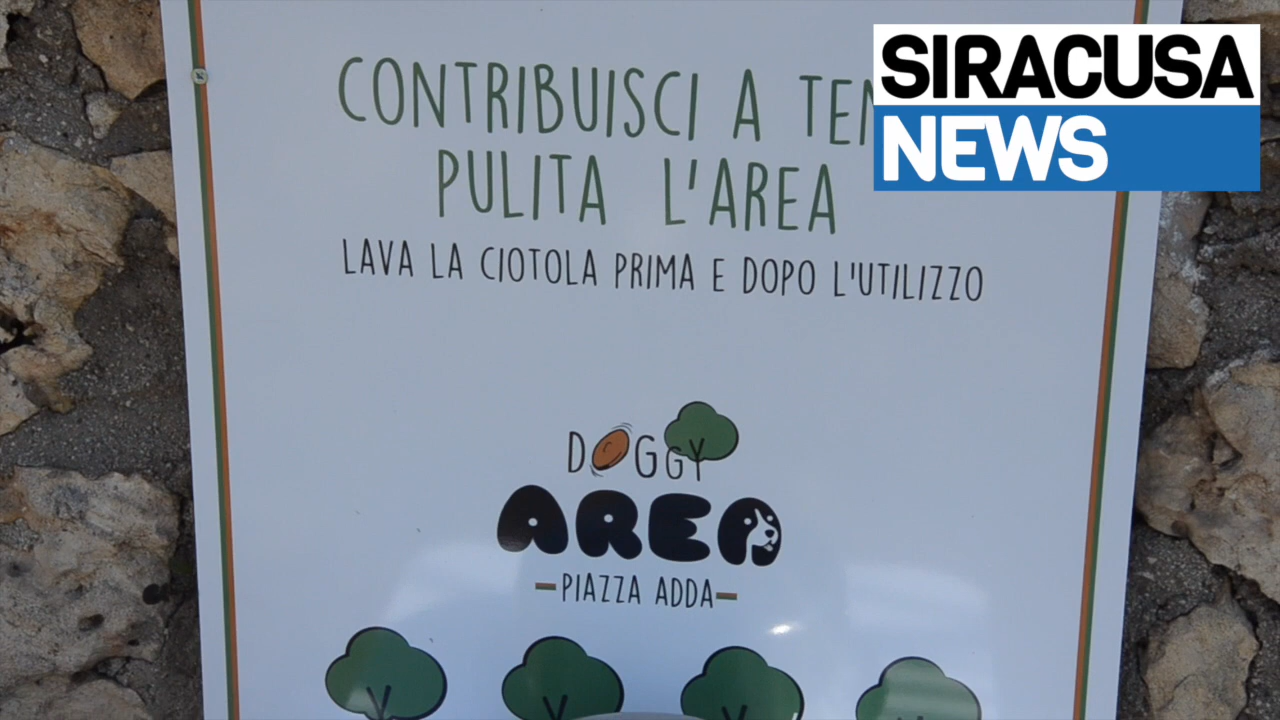 CONTRIBUISCI A
PULITA L'AREA
LAVA LA CIOTOLA PRIMA E DOPO L'UTILIZZO
DOGGY
AREA
PIAZZA ADDA
SIRACUSA
NEWS